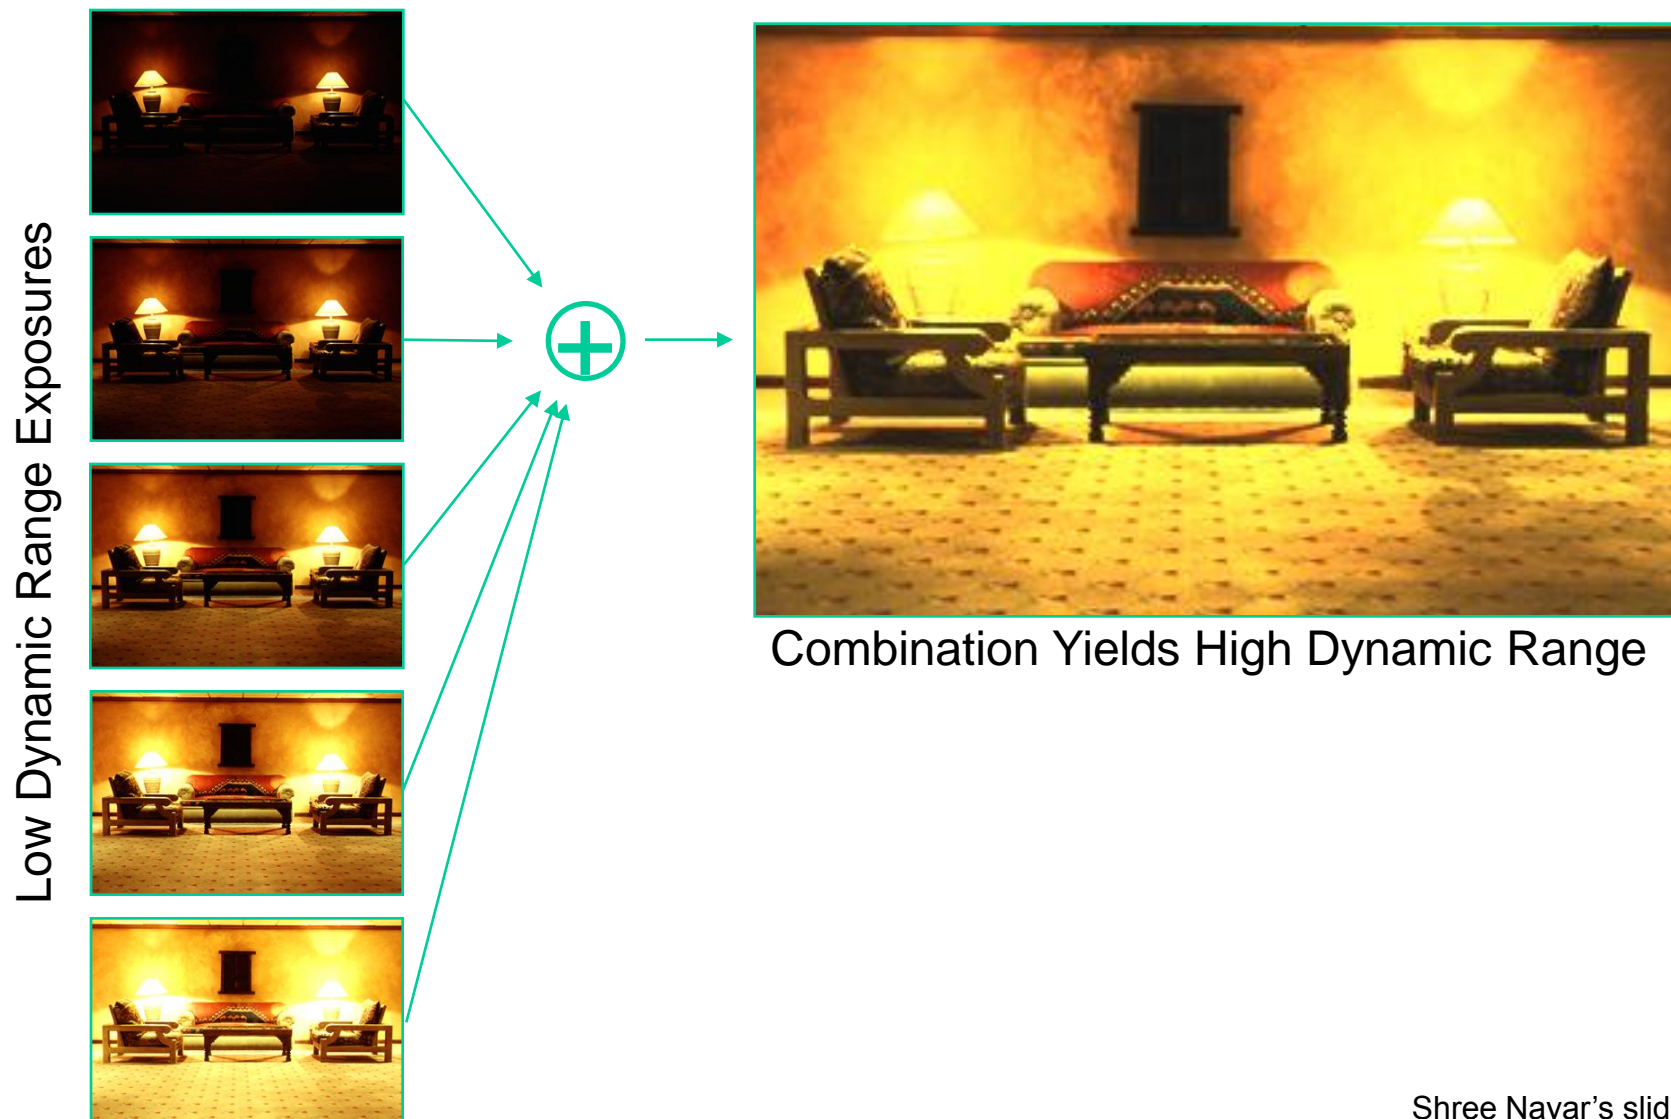 Low Dynamic Range Exposures
Combination Yields High Dynamic Range
Shree Nayar's slid